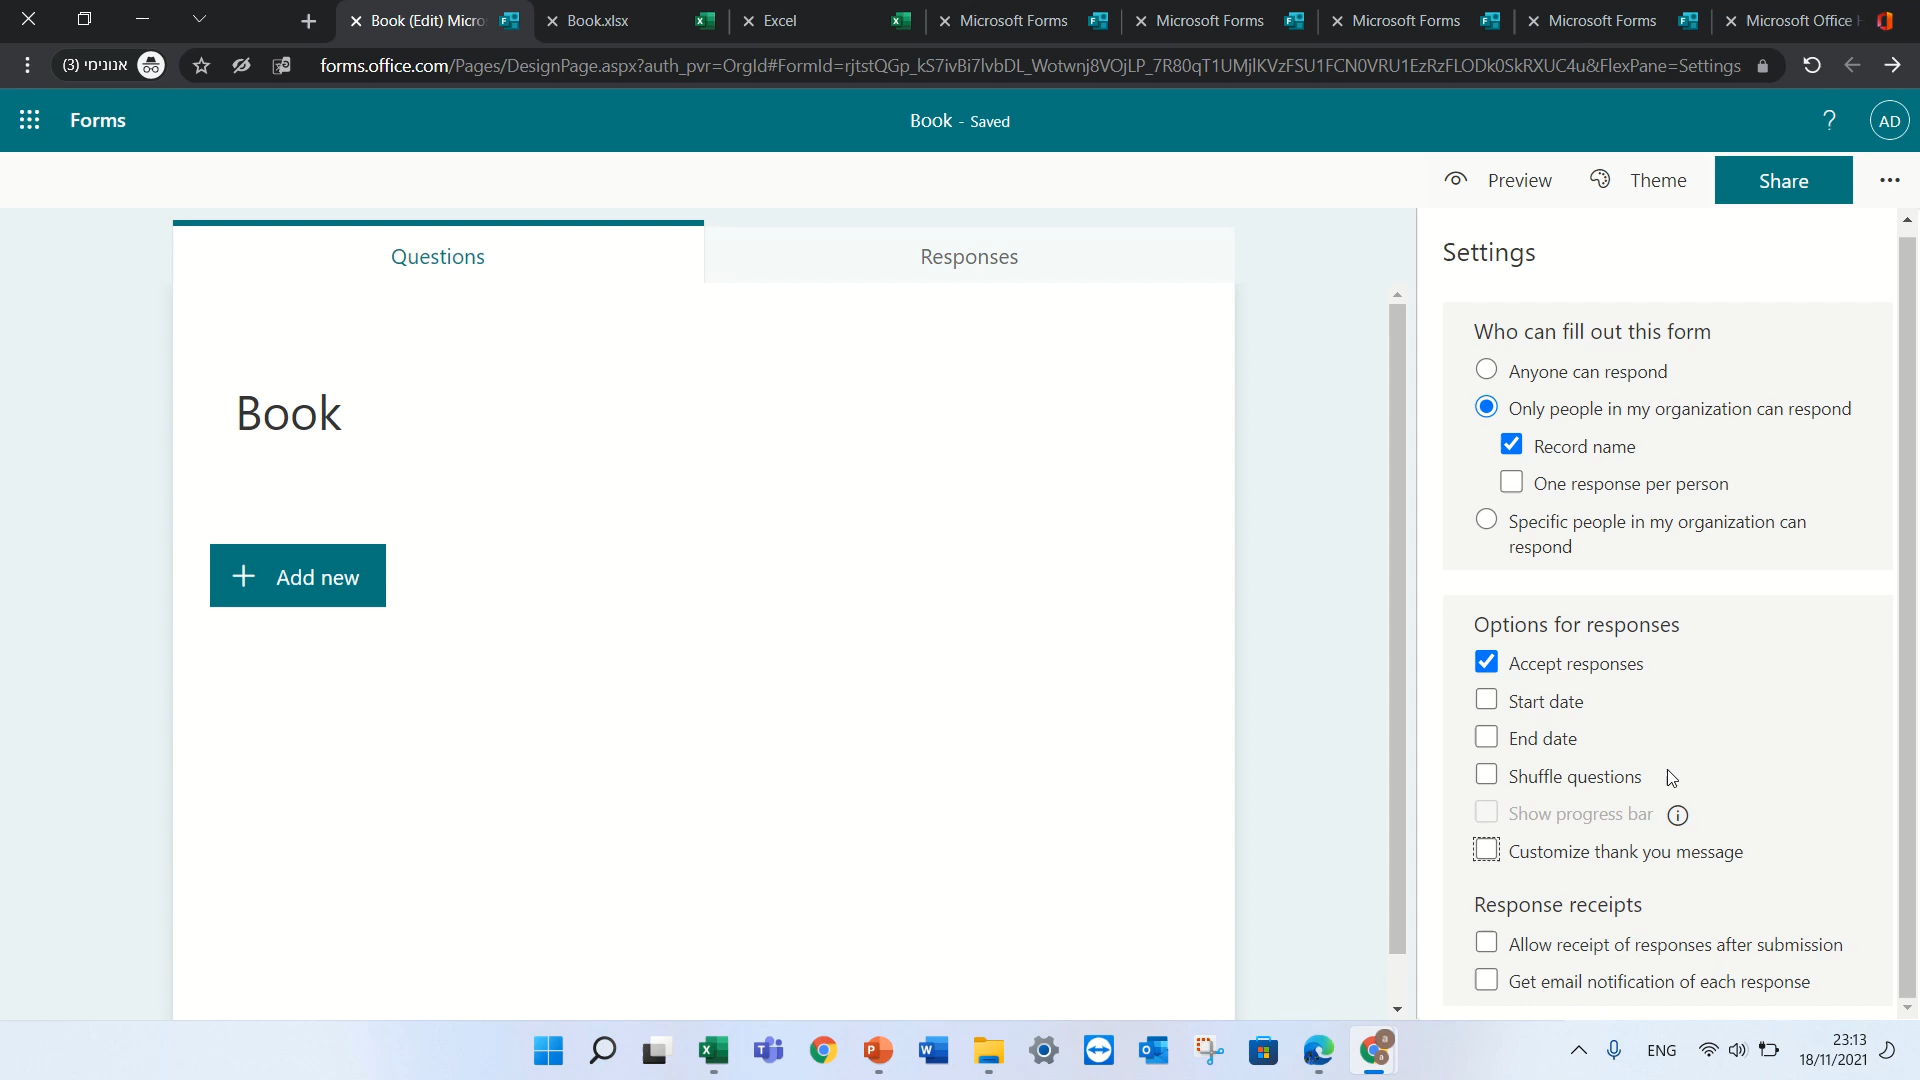 Book (Edit) Micro
Book.xlsx
Excel
Microsoft Forms
Microsoft Forms
Microsoft Forms
Microsoft Forms
Microsoft Office
אנונימי (3)
forms.office.com/Pages/DesignPage.aspx?auth_pvr=OrgId#FormId=rjtstQGp_kS7ivBi7lvbDL_Wotwnj8VOjLP_7R80qT1UMjlKVzFSU1FCN0VRU1EzRzFLODk0SkRXUC4u&FlexPane=Settings
Forms
Book - Saved
?
AD
Preview
Theme
Share
Questions
Responses
Book
Add new
Settings
Who can fill out this form
Anyone can respond
Only people in my organization can respond
Record name
One response per person
Specific people in my organization can
respond
Options for responses
Accept responses
Start date
End date
Shuffle questions
Show progress bar
Customize thank you message
Response receipts
Allow receipt of responses after submission
Get email notification of each response
ENG
23:13
18/11/2021